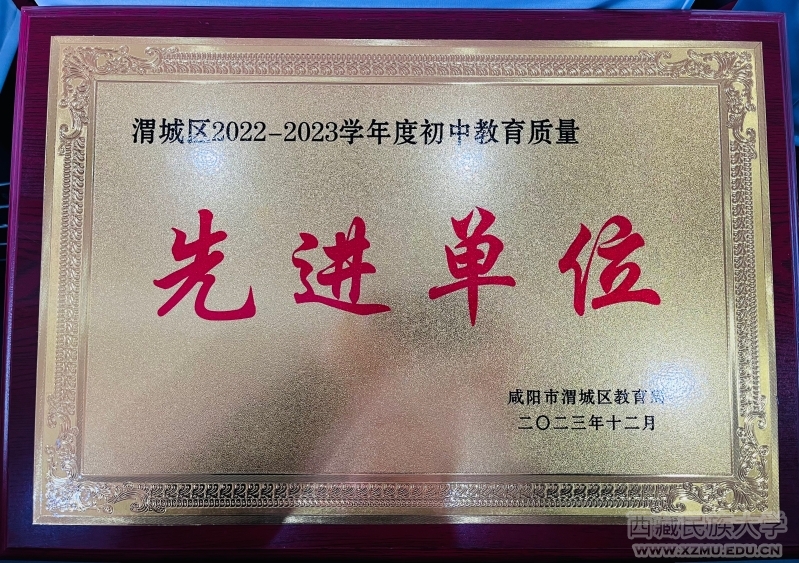 渭城区2022-2023学年度初中教育质量
先进单位
咸阳市渭城区教育局
二〇二三年十二月
西藏民族大学
WWW.XZMU.EDU.CN